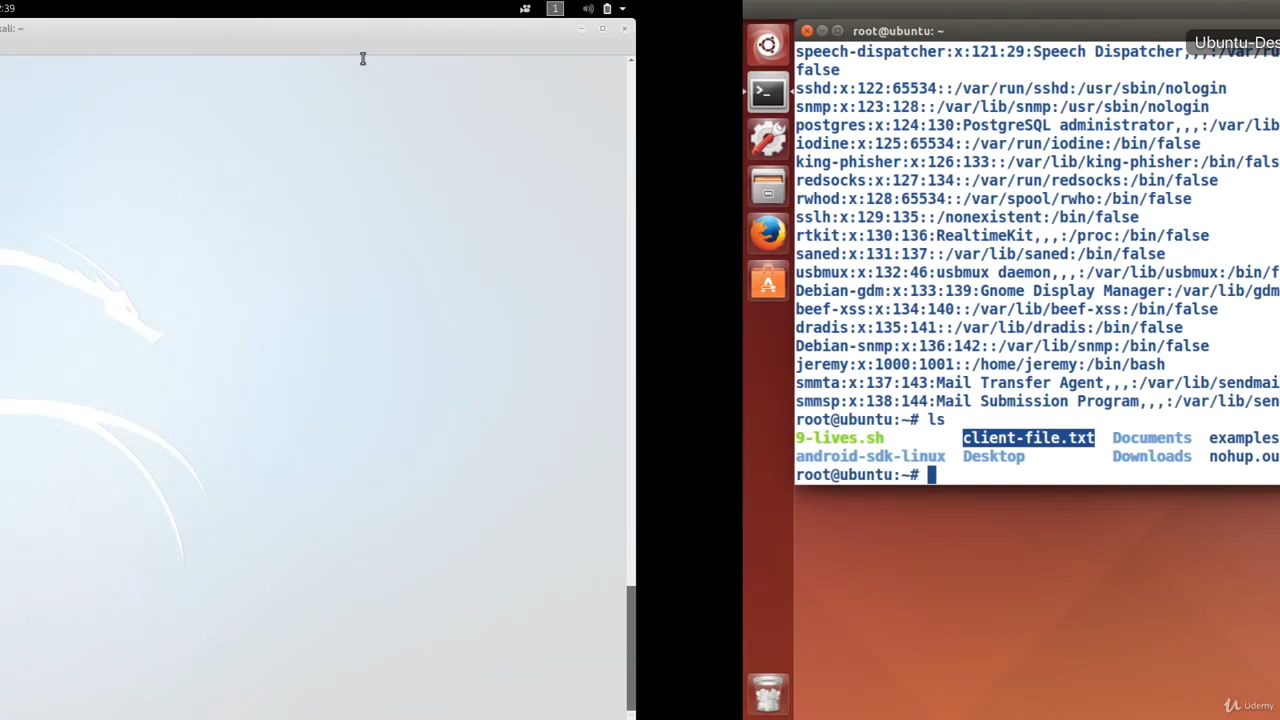 :39
1
kali: ~
root@ubuntu: ~
Ubuntu-Des
speech-dispatcher:x:121:29:Speech Dispatcher,,,:/var/ru
false
sshd:x:122:65534::/var/run/sshd:/usr/sbin/nologin
snmp:x:123:128::/var/lib/snmp:/usr/sbin/nologin
postgres:x:124:130:PostgreSQL administrator,,,:/var/lib
iodine:x:125:65534::/var/run/iodine:/bin/false
king-phisher:x:126:133::/var/lib/king-phisher:/bin/fals
redsocks:x:127:134::/var/run/redsocks:/bin/false
rwhod:x:128:65534::/var/spool/rwho:/bin/false
sslh:x:129:135::/nonexistent:/bin/false
rtkit:x:130:136:RealtimeKit,,,:/proc:/bin/false
saned:x:131:137::/var/lib/saned:/bin/false
usbmux:x:132:46:usbmux daemon,,,:/var/lib/usbmux:/bin/f
Debian-gdm:x:133:139:Gnome Display Manager:/var/lib/gdm
beef-xss:x:134:140::/var/lib/beef-xss:/bin/false
dradis:x:135:141::/var/lib/dradis:/bin/false
Debian-snmp:x:136:142::/var/lib/snmp:/bin/false
jeremy:x:1000:1001::/home/jeremy:/bin/bash
smmta:x:137:143:Mail Transfer Agent,,,:/var/lib/sendmai
smmsp:x:138:144:Mail Submission Program,,,:/var/lib/sen
root@ubuntu:~# ls
9-lives.sh client-file.txt Documents examples
android-sdk-linux Desktop Downloads nohup.ou
root@ubuntu:~#
Udemy